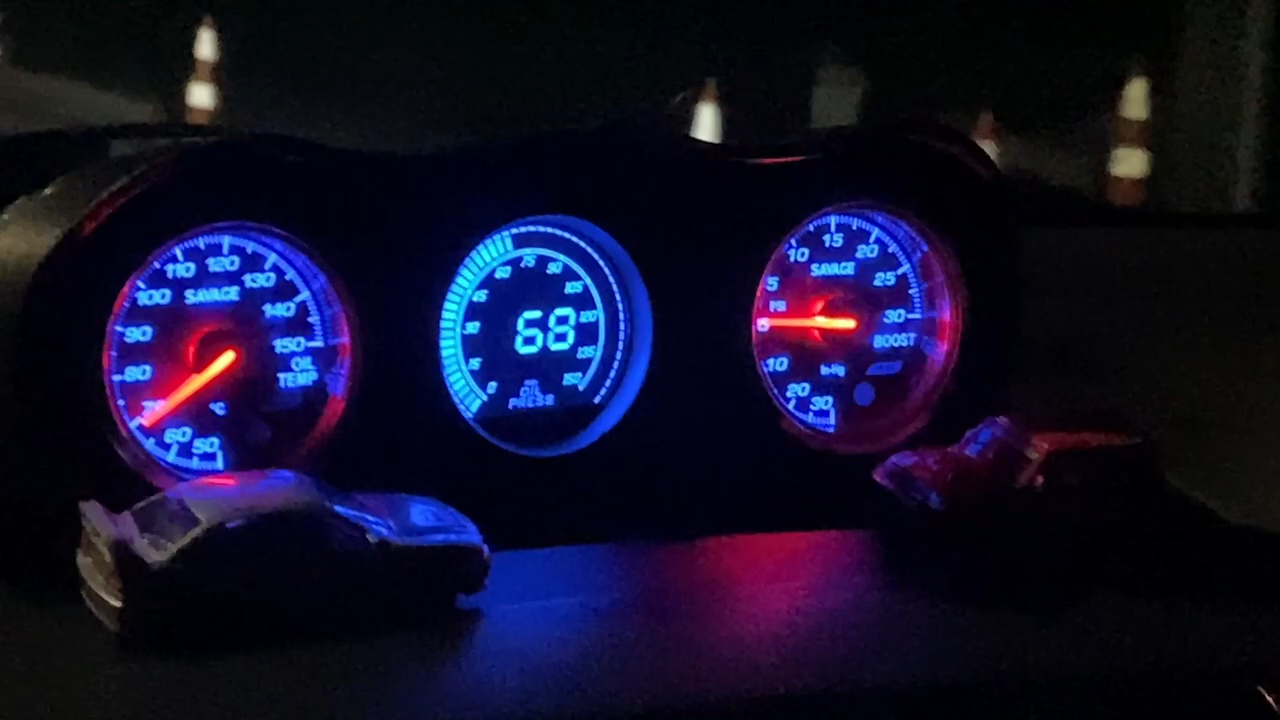 110 120
130
100 SAVAGE
140
90
150
80
OIL
TEMP
°C
60
50
75
60 90
45 105
30 68 120
15 135
0 150
OIL
PRESS
15
10 20
SAVAGE
5 25
PSI
0 30
BOOST
10 In-Hg
20
30